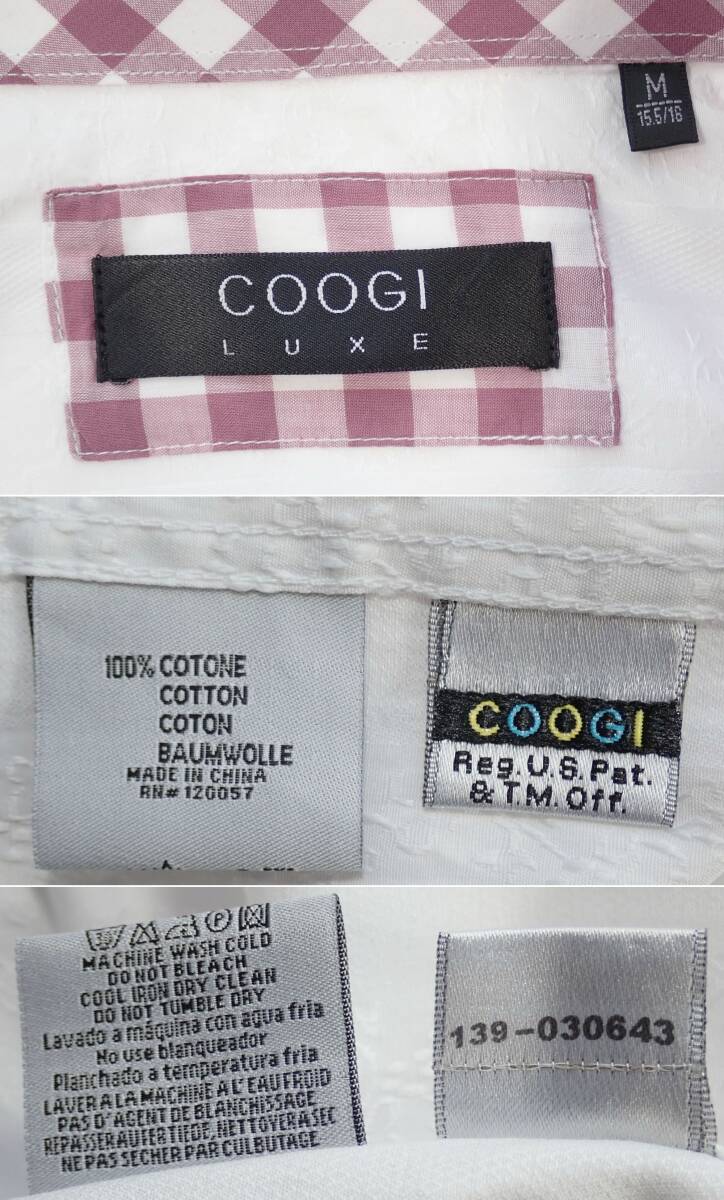 M
15.5/16
COOGI
LUXE
100% COTONE
COTTON
COTON
BAUMWOLLE
MADE IN CHINA
RN# 120057
COOGI
Reg. U.S. Pat.
& T.M. Off.
MACHINE WASH COLD
DO NOT BLEACH
COOL IRON DRY CLEAN
DO NOT TUMBLE DRY
Lavado a máquina con agua fria
No use blanqueador
Planchado a temperatura fria
LAVER A LA MACHINE A L'EAU FROID
PAS D'AGENT DE BLANCHISSAGE
REPASSER AU FER TIEDE, NETTOYER A SEC
NE PAS SECHER PAR CULBUTAGE
139-030643